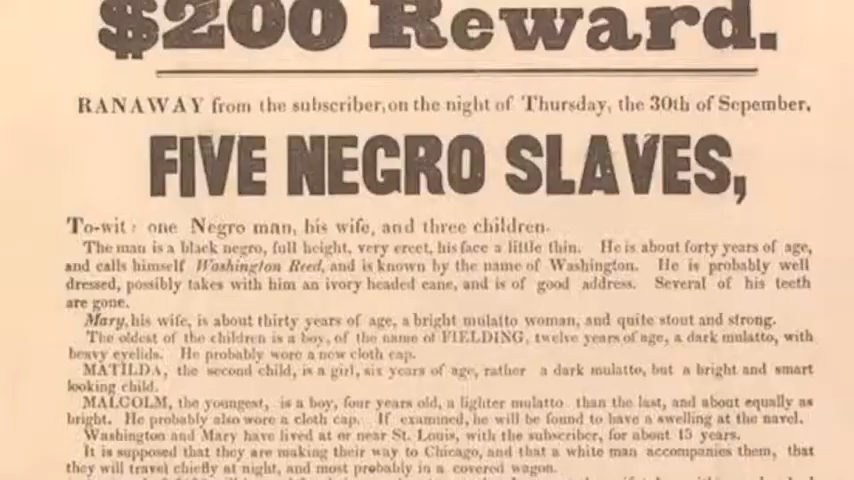 $200 Reward.
RANAWAY from the subscriber, on the night of Thursday, the 30th of Sepember,
FIVE NEGRO SLAVES,
To-wit : one Negro man, his wife, and three children.
The man is a black negro, full height, very erect, his face a little thin. He is about forty years of age,
and calls himself Washington Reed, and is known by the name of Washington. He is probably well
dressed, possibly takes with him an ivory headed cane, and is of good address. Several of his teeth
are gone.
Mary, his wife, is about thirty years of age, a bright mulatto woman, and quite stout and strong.
The oldest of the children is a boy, of the name of FIELDING, twelve years of age, a dark mulatto, with
heavy eyelids. He probably wore a new cloth cap.
MATILDA, the second child, is a girl, six years of age, rather a dark mulatto, but a bright and smart
looking child.
MALCOLM, the youngest, is a boy, four years old, a lighter mulatto than the last, and about equally as
bright. He probably also wore a cloth cap. If examined, he will be found to have a swelling at the navel.
Washington and Mary have lived at or near St. Louis, with the subscriber, for about 15 years.
It is supposed that they are making their way to Chicago, and that a white man accompanies them, that
they will travel chiefly at night, and most probably in a covered wagon.